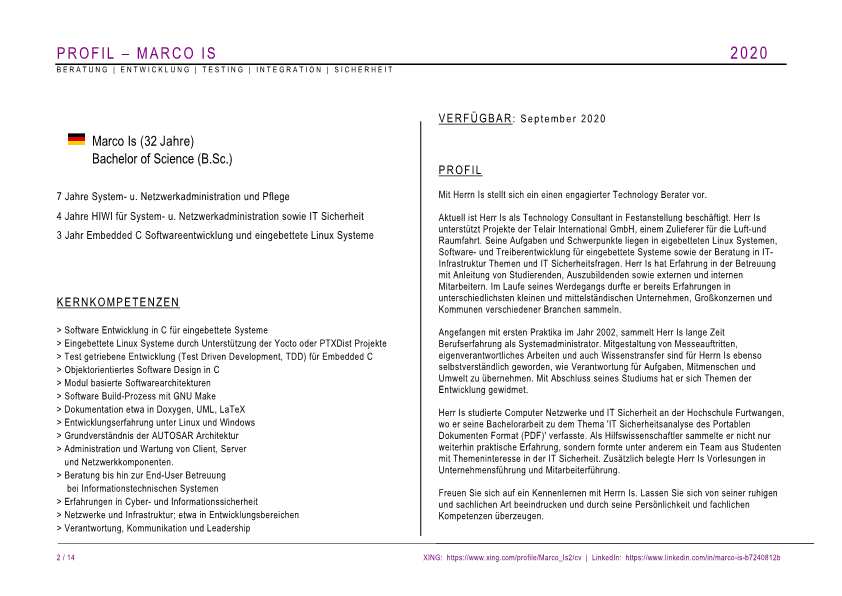 PROFIL – MARCO IS
2020
BERATUNG | ENTWICKLUNG | TESTING | INTEGRATION | SICHERHEIT
Marco Is (32 Jahre)
Bachelor of Science (B.Sc.)
7 Jahre System- u. Netzwerkadministration und Pflege
4 Jahre HIWI für System- u. Netzwerkadministration sowie IT Sicherheit
3 Jahr Embedded C Softwareentwicklung und eingebettete Linux Systeme
KERNKOMPETENZEN
> Software Entwicklung in C für eingebettete Systeme
> Eingebettete Linux Systeme durch Unterstützung der Yocto oder PTXDist Projekte
> Test getriebene Entwicklung (Test Driven Development, TDD) für Embedded C
> Objektorientiertes Software Design in C
> Modul basierte Softwarearchitekturen
> Software Build-Prozess mit GNU Make
> Dokumentation etwa in Doxygen, UML, LaTeX
> Entwicklungserfahrung unter Linux und Windows
> Grundverständnis der AUTOSAR Architektur
> Administration und Wartung von Client, Server
und Netzwerkkomponenten.
> Beratung bis hin zur End-User Betreuung
bei Informationstechnischen Systemen
> Erfahrungen in Cyber- und Informationssicherheit
> Netzwerke und Infrastruktur; etwa in Entwicklungsbereichen
> Verantwortung, Kommunikation und Leadership
VERFÜGBAR: September 2020
PROFIL
Mit Herrn Is stellt sich ein einen engagierter Technology Berater vor.
Aktuell ist Herr Is als Technology Consultant in Festanstellung beschäftigt. Herr Is
unterstützt Projekte der Telair International GmbH, einem Zulieferer für die Luft-und
Raumfahrt. Seine Aufgaben und Schwerpunkte liegen in eigebetteten Linux Systemen,
Software- und Treiberentwicklung für eingebettete Systeme sowie der Beratung in IT-
Infrastruktur Themen und IT Sicherheitsfragen. Herr Is hat Erfahrung in der Betreuung
mit Anleitung von Studierenden, Auszubildenden sowie externen und internen
Mitarbeitern. Im Laufe seines Werdegangs durfte er bereits Erfahrungen in
unterschiedlichsten kleinen und mittelständischen Unternehmen, Großkonzernen und
Kommunen verschiedener Branchen sammeln.
Angefangen mit ersten Praktika im Jahr 2002, sammelt Herr Is lange Zeit
Berufserfahrung als Systemadministrator. Mitgestaltung von Messeauftritten,
eigenverantwortliches Arbeiten und auch Wissenstransfer sind für Herrn Is ebenso
selbstverständlich geworden, wie Verantwortung für Aufgaben, Mitmenschen und
Umwelt zu übernehmen. Mit Abschluss seines Studiums hat er sich Themen der
Entwicklung gewidmet.
Herr Is studierte Computer Netzwerke und IT Sicherheit an der Hochschule Furtwangen,
wo er seine Bachelorarbeit zu dem Thema 'IT Sicherheitsanalyse des Portablen
Dokumenten Format (PDF)' verfasste. Als Hilfswissenschaftler sammelte er nicht nur
weiterhin praktische Erfahrung, sondern formte unter anderem ein Team aus Studenten
mit Themeninteresse in der IT Sicherheit. Zusätzlich belegte Herr Is Vorlesungen in
Unternehmensführung und Mitarbeiterführung.
Freuen Sie sich auf ein Kennenlernen mit Herrn Is. Lassen Sie sich von seiner ruhigen
und sachlichen Art beeindrucken und durch seine Persönlichkeit und fachlichen
Kompetenzen überzeugen.
2 / 14
XING: https://www.xing.com/profile/Marco_Is2/cv | LinkedIn: https://www.linkedin.com/in/marco-is-b7240812b